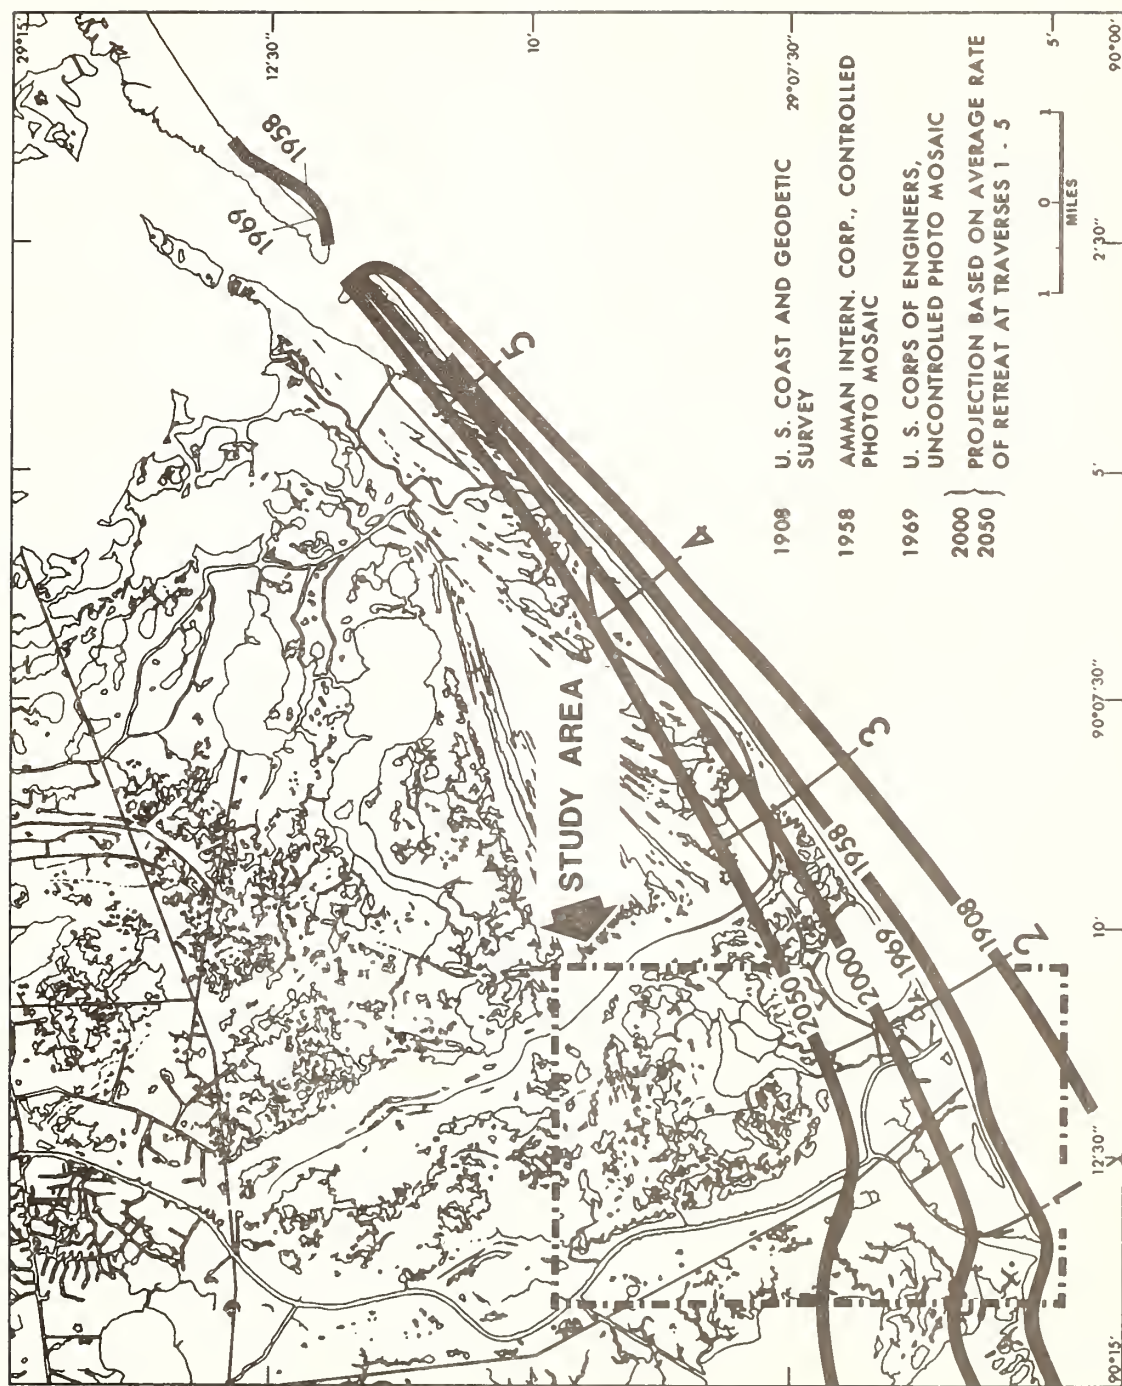 29°15'
12'30"
10'
29°07'30"
5'
90°00'
2'30"
5'
90°07'30"
10'
12'30"
90°15'
1958
1969
5
4
3
2
STUDY AREA
1958
1908
1969
2000
2050
1908 U. S. COAST AND GEODETIC
SURVEY
1958 AMMAN INTERN. CORP., CONTROLLED
PHOTO MOSAIC
1969 U. S. CORPS OF ENGINEERS,
UNCONTROLLED PHOTO MOSAIC
2000 } PROJECTION BASED ON AVERAGE RATE
2050 } OF RETREAT AT TRAVERSES 1 - 5
1 0 1
MILES